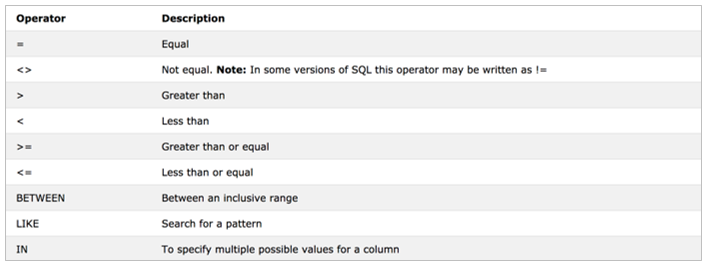 Operator Description
= Equal
<> Not equal. Note: In some versions of SQL this operator may be written as !=
> Greater than
< Less than
>= Greater than or equal
<= Less than or equal
BETWEEN Between an inclusive range
LIKE Search for a pattern
IN To specify multiple possible values for a column